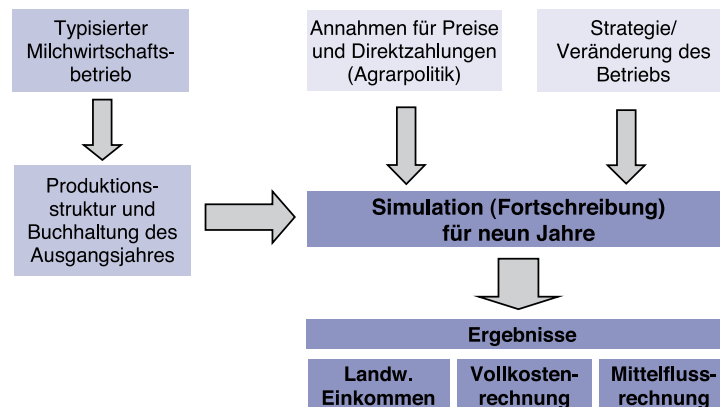 Typisierter
Milchwirtschafts-
betrieb
Annahmen für Preise
und Direktzahlungen
(Agrarpolitik)
Strategie/
Veränderung des
Betriebs
Produktions-
struktur und
Buchhaltung des
Ausgangsjahres
Simulation (Fortschreibung)
für neun Jahre
Ergebnisse
Landw.
Einkommen
Vollkosten-
rechnung
Mittelfluss-
rechnung